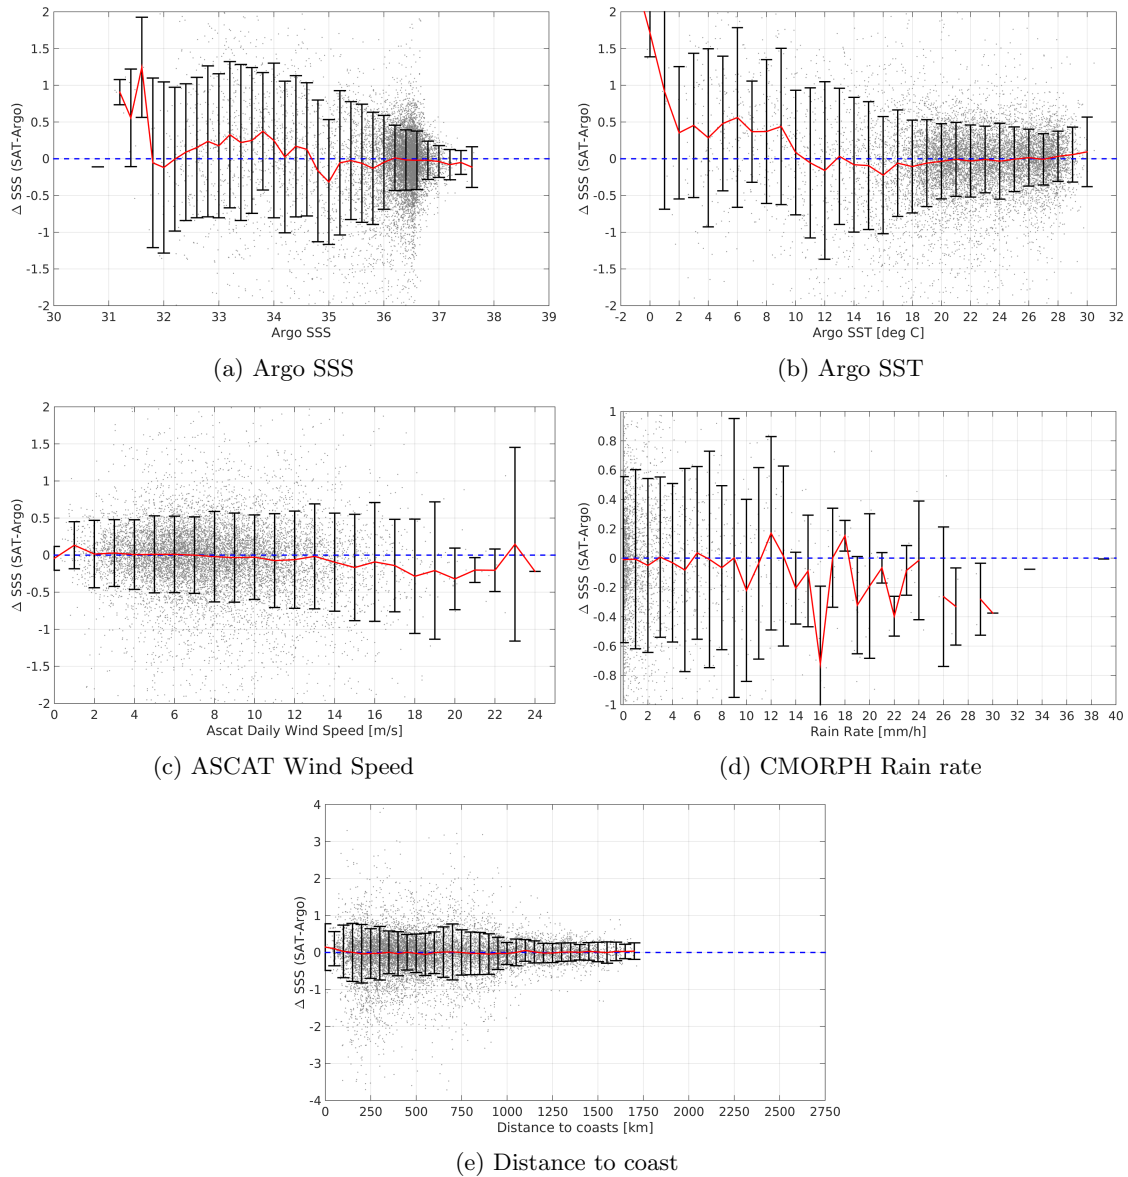 2
1.5
1
0.5
0
-0.5
-1
-1.5
-2
Δ SSS (SAT-Argo)
30 31 32 33 34 35 36 37 38 39
Argo SSS
(a) Argo SSS
2
1.5
1
0.5
0
-0.5
-1
-1.5
-2
Δ SSS (SAT-Argo)
-2 0 2 4 6 8 10 12 14 16 18 20 22 24 26 28 30 32
Argo SST [deg C]
(b) Argo SST
2
1.5
1
0.5
0
-0.5
-1
-1.5
-2
Δ SSS (SAT-Argo)
0 2 4 6 8 10 12 14 16 18 20 22 24
Ascat Daily Wind Speed [m/s]
(c) ASCAT Wind Speed
1
0.8
0.6
0.4
0.2
0
-0.2
-0.4
-0.6
-0.8
-1
Δ SSS (SAT-Argo)
0 2 4 6 8 10 12 14 16 18 20 22 24 26 28 30 32 34 36 38 40
Rain Rate [mm/h]
(d) CMORPH Rain rate
4
3
2
1
0
-1
-2
-3
-4
Δ SSS (SAT-Argo)
0 250 500 750 1000 1250 1500 1750 2000 2250 2500 2750
Distance to coasts [km]
(e) Distance to coast